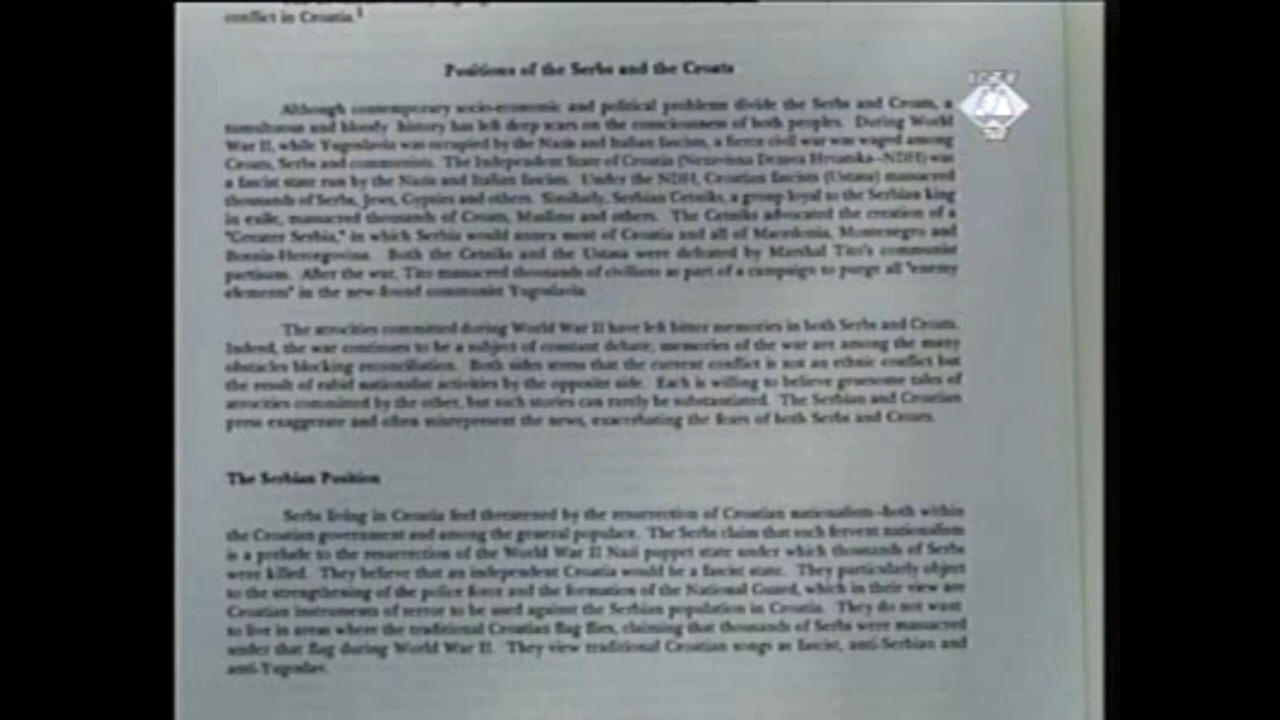 conflict in Croatia.1
Positions of the Serbs and the Croats
Although contemporary socio-economic and political problems divide the Serbs and Croats, a
tumultuous and bloody history has left deep scars on the consciousness of both peoples. During World
War II, while Yugoslavia was occupied by the Nazis and Italian fascists, a fierce civil war was waged among
Croats, Serbs and communists. The Independent State of Croatia (Nezavisna Drzava Hrvatska--NDH) was
a fascist state run by the Nazis and Italian fascists. Under the NDH, Croatian fascists (Ustasa) massacred
thousands of Serbs, Jews, Gypsies and others. Similarly, Serbian Cetniks, a group loyal to the Serbian king
in exile, massacred thousands of Croats, Muslims and others. The Cetniks advocated the creation of a
"Greater Serbia," in which Serbia would annex most of Croatia and all of Macedonia, Montenegro and
Bosnia-Hercegovina. Both the Cetniks and the Ustasa were defeated by Marshal Tito's communist
partisans. After the war, Tito massacred thousands of civilians as part of a campaign to purge all "enemy
elements" in the new-found communist Yugoslavia.
The atrocities committed during World War II have left bitter memories in both Serbs and Croats.
Indeed, the war continues to be a subject of constant debate; memories of the war are among the many
obstacles blocking reconciliation. Both sides stress that the current conflict is not an ethnic conflict but
the result of rabid nationalist activities by the opposite side. Each is willing to believe gruesome tales of
atrocities committed by the other, but such stories can rarely be substantiated. The Serbian and Croatian
press exaggerate and often misrepresent the news, exacerbating the fears of both Serbs and Croats.
The Serbian Position
Serbs living in Croatia feel threatened by the resurrection of Croatian nationalism--both within
the Croatian government and among the general populace. The Serbs claim that such fervent nationalism
is a prelude to the resurrection of the World War II Nazi puppet state under which thousands of Serbs
were killed. They believe that an independent Croatia would be a fascist state. They particularly object
to the strengthening of the police force and the formation of the National Guard, which in their view are
Croatian instruments of terror to be used against the Serbian population in Croatia. They do not want
to live in areas where the traditional Croatian flag flies, claiming that thousands of Serbs were massacred
under that flag during World War II. They view traditional Croatian songs as fascist, anti-Serbian and
anti-Yugoslav.